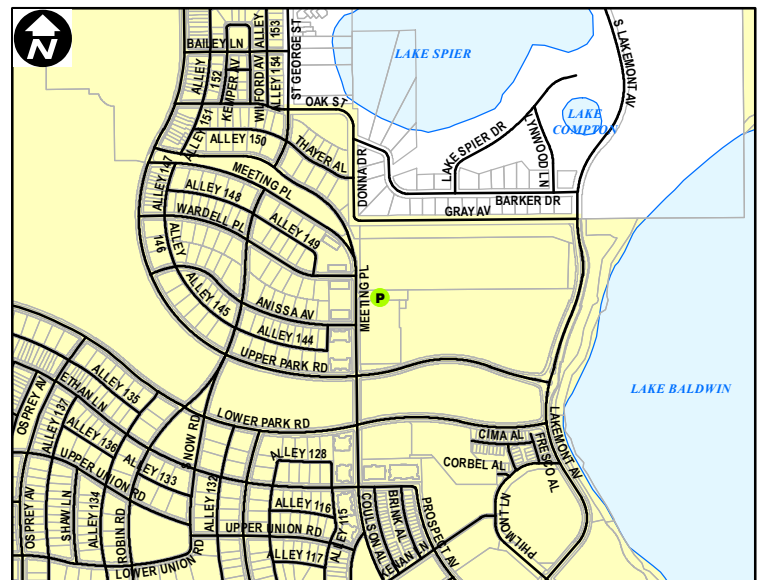 N
BAILEY LN
ALLEY 153
ST GEORGE ST
LAKE SPIER
S LAKEMONT AV
ALLEY 152
KEMPER AV
WILFORD AV
ALLEY 154
OAK ST
LAKE
COMPTON
ALLEY 151
ALLEY 150
THAYER AL
LAKE SPIER DR
LYNWOOD LN
ALLEY 147
MEETING PL
DONNA DR
ALLEY 148
BARKER DR
WARDELL PL
GRAY AV
ALLEY 149
ALLEY 146
MEETING PL
P
ALLEY 145
ANISSA AV
ALLEY 144
UPPER PARK RD
LAKE BALDWIN
OSPREY AV
ETHAN LN
ALLEY 135
ALLEY 137
LOWER PARK RD
LAKEMONT AV
ALLEY 136
S NOW RD
CIMA AL
FRESCO AL
UPPER UNION RD
ALLEY 133
ALLEY 128
CORBEL AL
OSPREY AV
SHAW LN
ALLEY 134
ROBIN RD
ALLEY 132
ALLEY 116
ALLEY 115
COULSON AL
BRINK AL
PROSPECT AV
PHILMONT LN
UPPER UNION RD
ALLEY 117
KEENAN LN
LOWER UNION RD